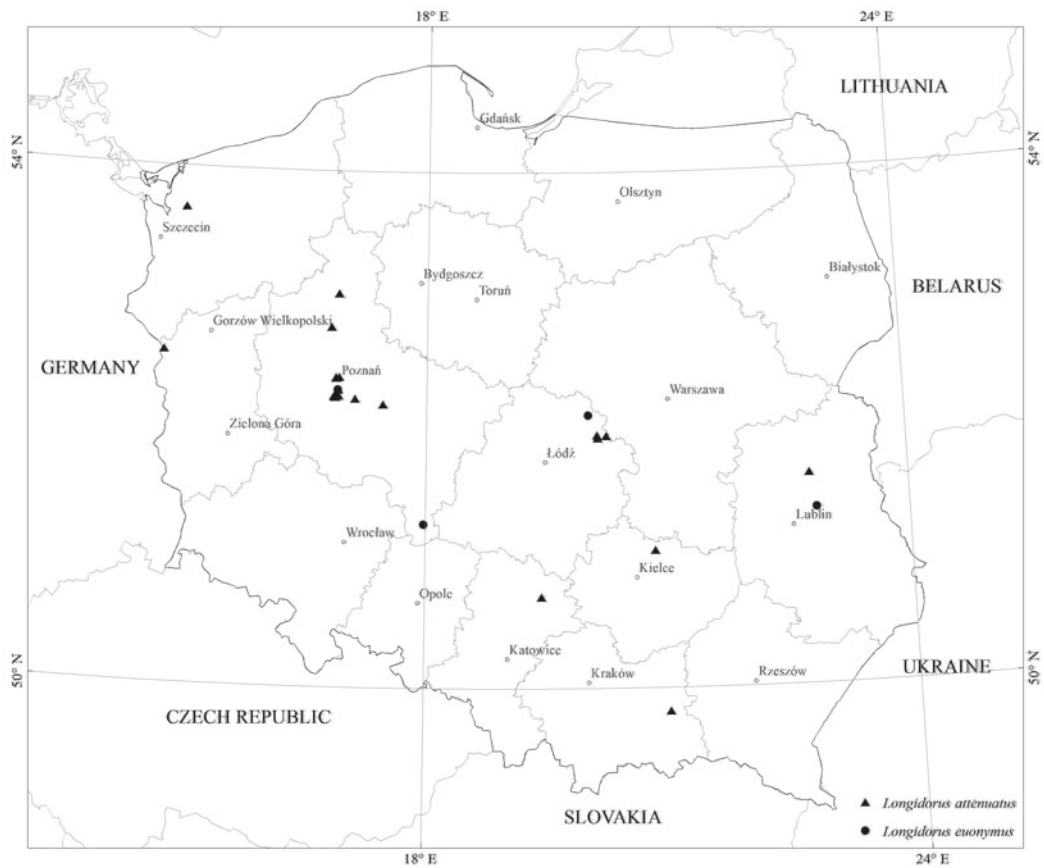 18° E
24° E
LITHUANIA
Gdańsk
54° N
54° N
Olsztyn
Szczecin
Białystok
Bydgoszcz
BELARUS
Toruń
Gorzów Wielkopolski
GERMANY
Poznań
Warszawa
Zielona Góra
Łódź
Lublin
Wrocław
Kielce
Opole
Katowice
UKRAINE
Kraków
Rzeszów
50° N
50° N
CZECH REPUBLIC
SLOVAKIA
Longidorus attenuatus
Longidorus euonymus
18° E
24° E